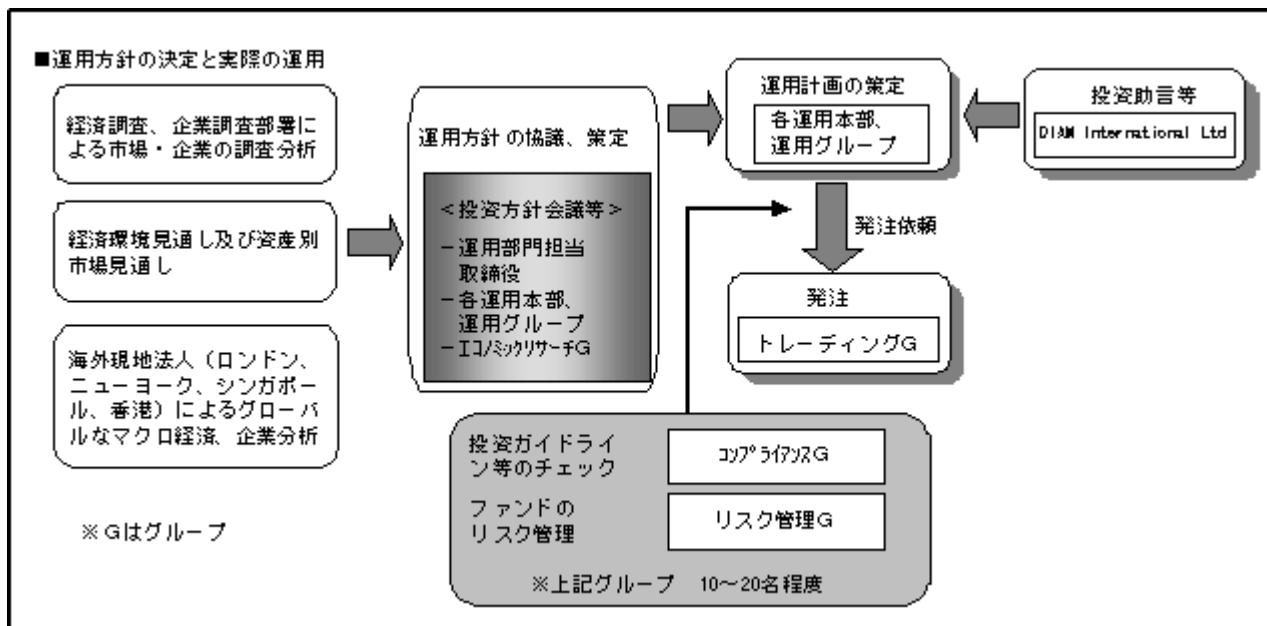 ■運用方針の決定と実際の運用
経済調査、企業調査部署に
よる市場・企業の調査分析
経済環境見通し及び資産別
市場見通し
海外現地法人（ロンドン、
ニューヨーク、シンガポー
ル、香港）によるグローバ
ルなマクロ経済、企業分析
※Gはグループ
運用方針の協議、策定
＜投資方針会議等＞
－運用部門担当
取締役
－各運用本部、
運用グループ
－ｴｺﾉﾐｯｸﾘｻｰﾁG
運用計画の策定
各運用本部、
運用グループ
投資助言等
DIAM International Ltd
発注依頼
発注
トレーディングG
投資ガイドライ
ン等のチェック
ｺﾝﾌﾟﾗｲｱﾝｽG
ファンドの
リスク管理
リスク管理G
※上記グループ　10～20名程度